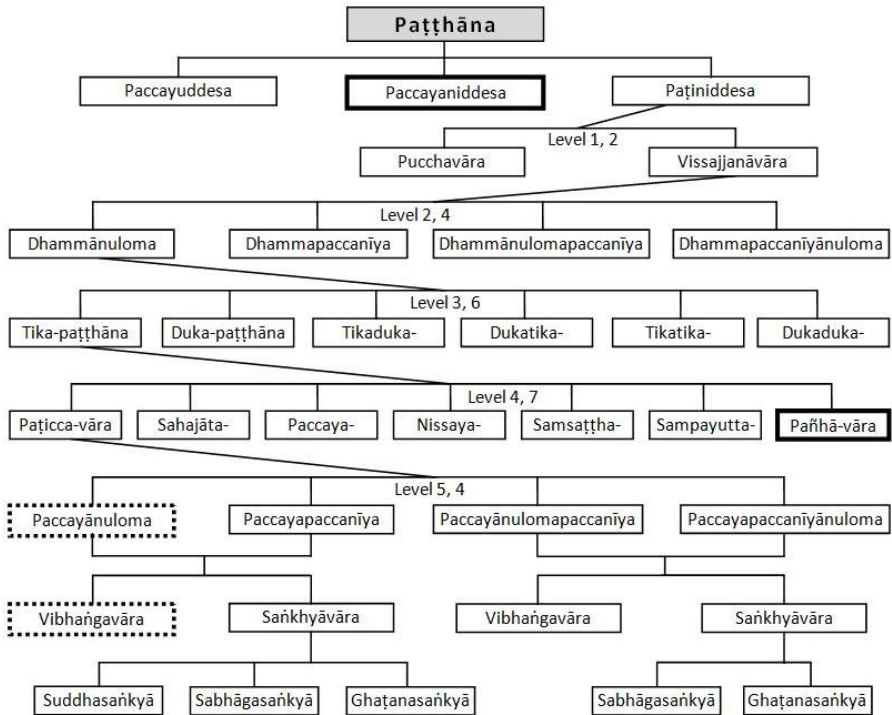 Paṭṭhāna
Paccayuddesa Paccayaniddesa Paṭiniddesa
Level 1, 2
Pucchavāra Vissajjanāvāra
Level 2, 4
Dhammānuloma Dhammapaccanīya Dhammānulomapaccanīya Dhammapaccanīyānuloma
Level 3, 6
Tika-paṭṭhāna Duka-paṭṭhāna Tikaduka- Dukatika- Tikatika- Dukaduka-
Level 4, 7
Paṭicca-vāra Sahajāta- Paccaya- Nissaya- Samsaṭṭha- Sampayutta- Pañhā-vāra
Level 5, 4
Paccayānuloma Paccayapaccanīya Paccayānulomapaccanīya Paccayapaccanīyānuloma
Vibhaṅgavāra Saṅkhyāvāra Vibhaṅgavāra Saṅkhyāvāra
Suddhasaṅkyā Sabhāgasaṅkyā Ghaṭanasaṅkyā Sabhāgasaṅkyā Ghaṭanasaṅkyā